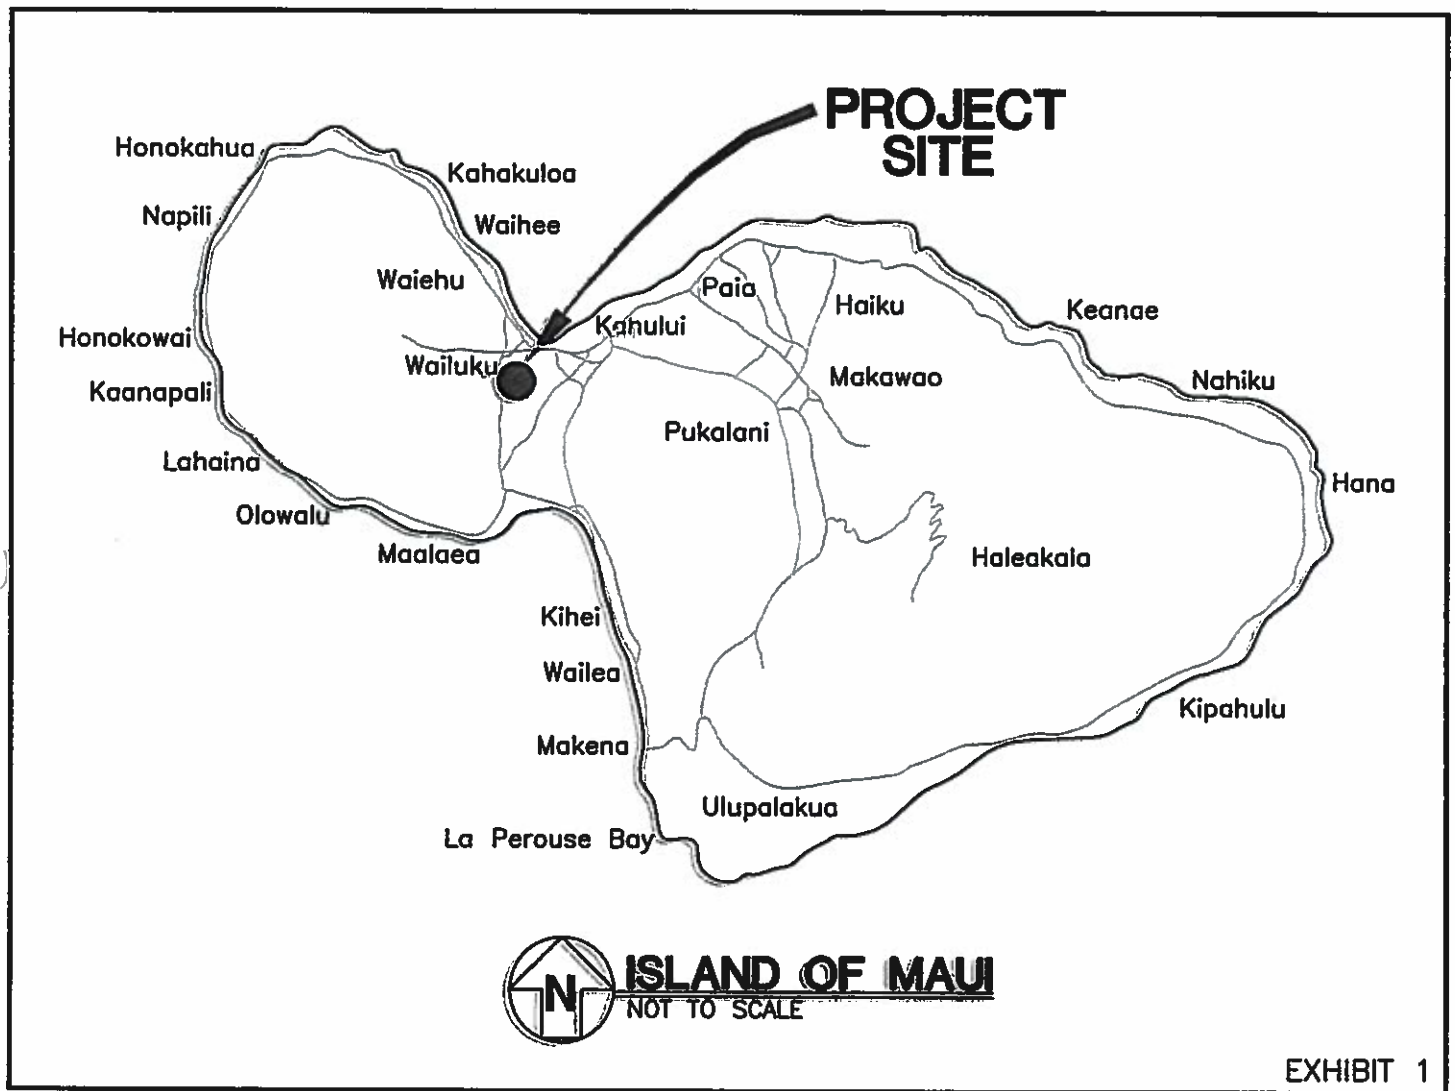 PROJECT
SITE
Honokahua
Kahakuloa
Napili
Waihee
Waiehu
Paia
Haiku
Keanae
Kahului
Honokowai
Wailuku
Makawao
Nahiku
Kaanapali
Pukalani
Lahaina
Hana
Olowalu
Maalaea
Haleakala
Kihei
Wailea
Kipahulu
Makena
Ulupalakua
La Perouse Bay
N
ISLAND OF MAUI
NOT TO SCALE
EXHIBIT 1